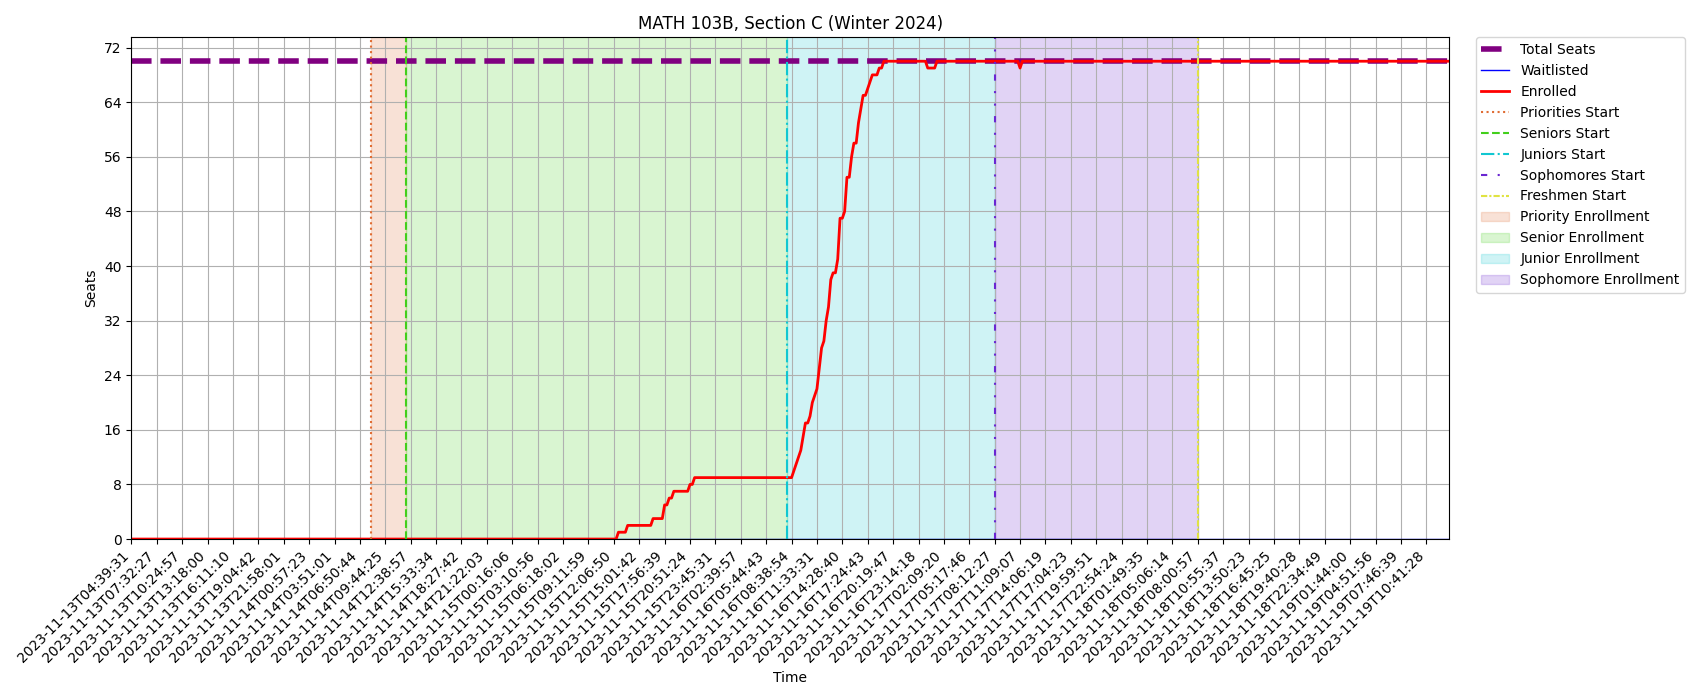 MATH 103B, Section C (Winter 2024)
72
64
56
48
40
32
24
16
8
0
Seats
2023-11-13T04:39:31
2023-11-13T07:32:27
2023-11-13T10:24:57
2023-11-13T13:18:00
2023-11-13T16:11:10
2023-11-13T19:04:42
2023-11-13T21:58:01
2023-11-14T00:57:23
2023-11-14T03:51:01
2023-11-14T06:50:44
2023-11-14T09:44:25
2023-11-14T12:38:57
2023-11-14T15:33:34
2023-11-14T18:27:42
2023-11-14T21:22:03
2023-11-15T00:16:06
2023-11-15T03:10:56
2023-11-15T06:18:02
2023-11-15T09:11:59
2023-11-15T12:06:50
2023-11-15T15:01:42
2023-11-15T17:56:39
2023-11-15T20:51:24
2023-11-15T23:45:31
2023-11-16T02:39:57
2023-11-16T05:44:43
2023-11-16T08:38:54
2023-11-16T11:33:31
2023-11-16T14:28:40
2023-11-16T17:24:43
2023-11-16T20:19:47
2023-11-16T23:14:18
2023-11-17T02:09:20
2023-11-17T05:17:46
2023-11-17T08:12:27
2023-11-17T11:09:07
2023-11-17T14:06:19
2023-11-17T17:04:23
2023-11-17T19:59:51
2023-11-17T22:54:24
2023-11-18T01:49:35
2023-11-18T05:06:14
2023-11-18T08:00:57
2023-11-18T10:55:37
2023-11-18T13:50:23
2023-11-18T16:45:25
2023-11-18T19:40:28
2023-11-18T22:34:49
2023-11-19T01:44:00
2023-11-19T04:51:56
2023-11-19T07:46:39
2023-11-19T10:41:28
Time
Total Seats
Waitlisted
Enrolled
Priorities Start
Seniors Start
Juniors Start
Sophomores Start
Freshmen Start
Priority Enrollment
Senior Enrollment
Junior Enrollment
Sophomore Enrollment